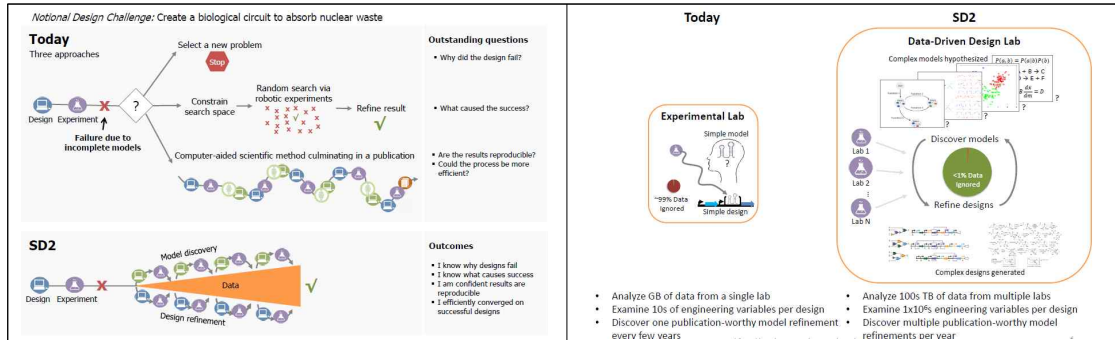 Notional Design Challenge: Create a biological circuit to absorb nuclear waste
Today
Three approaches
Select a new problem
Stop
?
Constrain
search space
Random search via
robotic experiments
Refine result
Design Experiment
Failure due to
incomplete models
Computer-aided scientific method culminating in a publication
Outstanding questions
• Why did the design fail?
• What caused the success?
• Are the results reproducible?
• Could the process be more
efficient?
SD2
Model discovery
Data
Design refinement
Design Experiment
Outcomes
• I know why designs fail
• I know what causes success
• I am confident results are
reproducible
• I efficiently converged on
successful designs
Today
Experimental Lab
Simple model
?
~99% Data
Ignored
Simple design
• Analyze GB of data from a single lab
• Examine 10s of engineering variables per design
• Discover one publication-worthy model refinement
every few years
SD2
Data-Driven Design Lab
Complex models hypothesized
?
?
?
?
Lab 1
Lab 2
⋮
Lab N
Discover models
<1% Data
Ignored
Refine designs
Complex designs generated
• Analyze 100s TB of data from multiple labs
• Examine 1x10⁶s engineering variables per design
• Discover multiple publication-worthy model
refinements per year